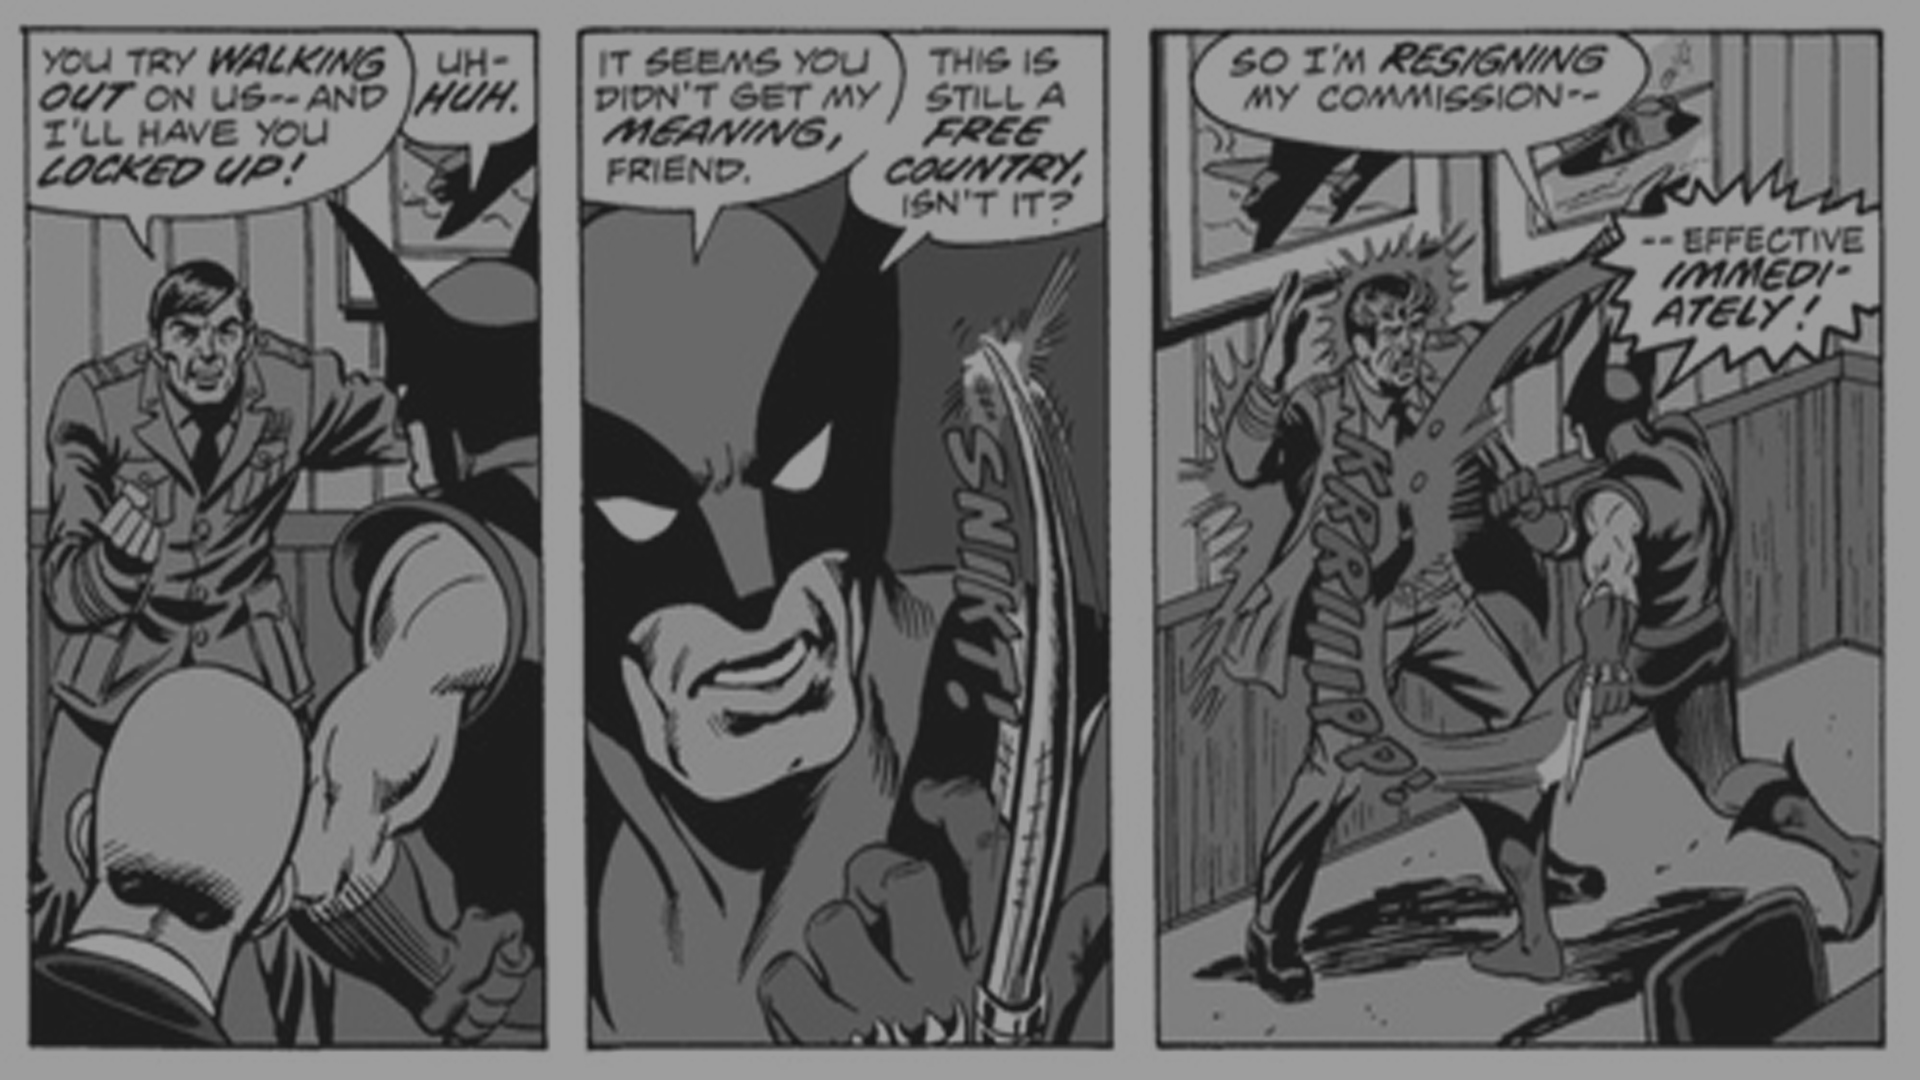 YOU TRY WALKING
OUT ON US--AND
I'LL HAVE YOU
LOCKED UP!
UH-
HUH.
IT SEEMS YOU
DIDN'T GET MY
MEANING,
FRIEND.
THIS IS
STILL A
FREE
COUNTRY,
ISN'T IT?
SNIKT!
SO I'M RESIGNING
MY COMMISSION--
-- EFFECTIVE
IMMEDI-
ATELY!
KRRIIIPP!